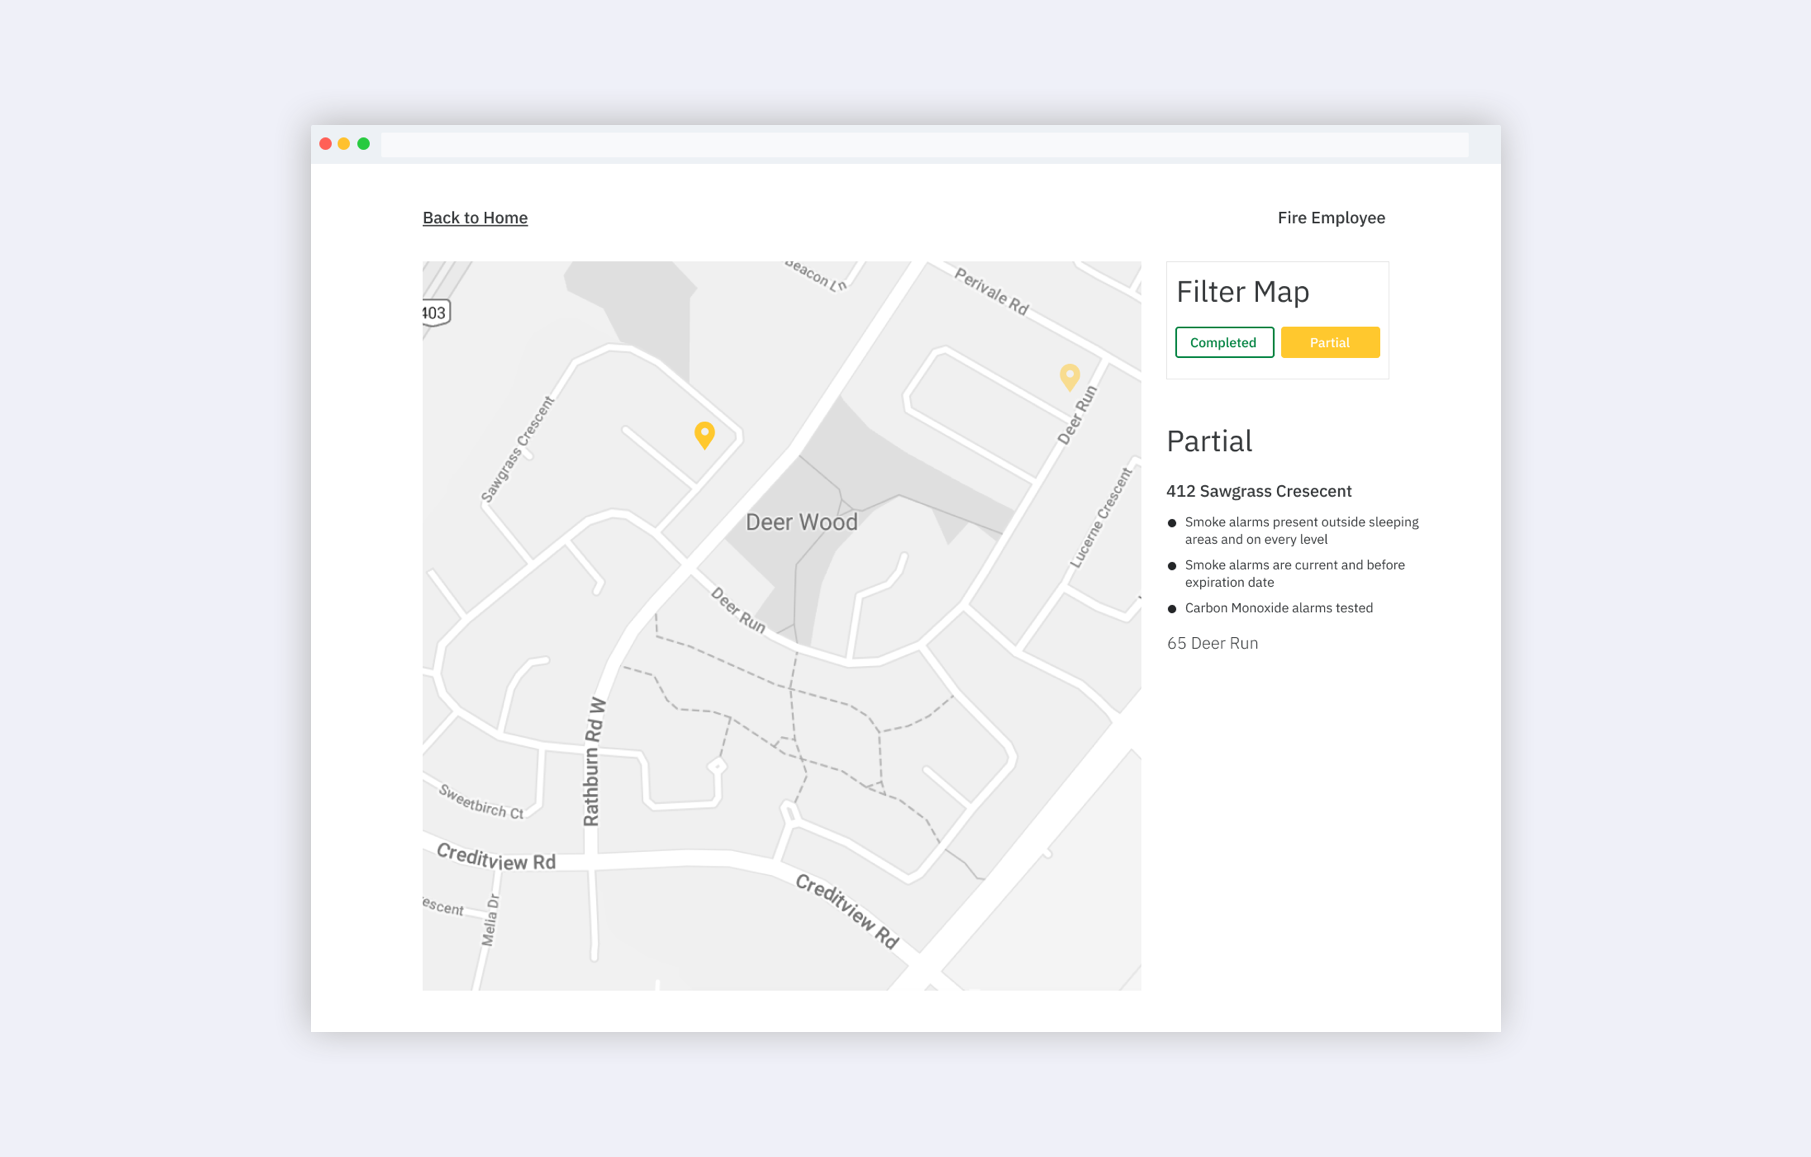 Back to Home
Fire Employee
403
Beacon Ln
Perivale Rd
Sawgrass Crescent
Deer Run
Lucerne Crescent
Deer Wood
Deer Run
Rathburn Rd W
Sweetbirch Ct
Creditview Rd
Creditview Rd
escent
Melia Dr
Filter Map
Completed
Partial
Partial
412 Sawgrass Cresecent
Smoke alarms present outside sleeping
areas and on every level
Smoke alarms are current and before
expiration date
Carbon Monoxide alarms tested
65 Deer Run